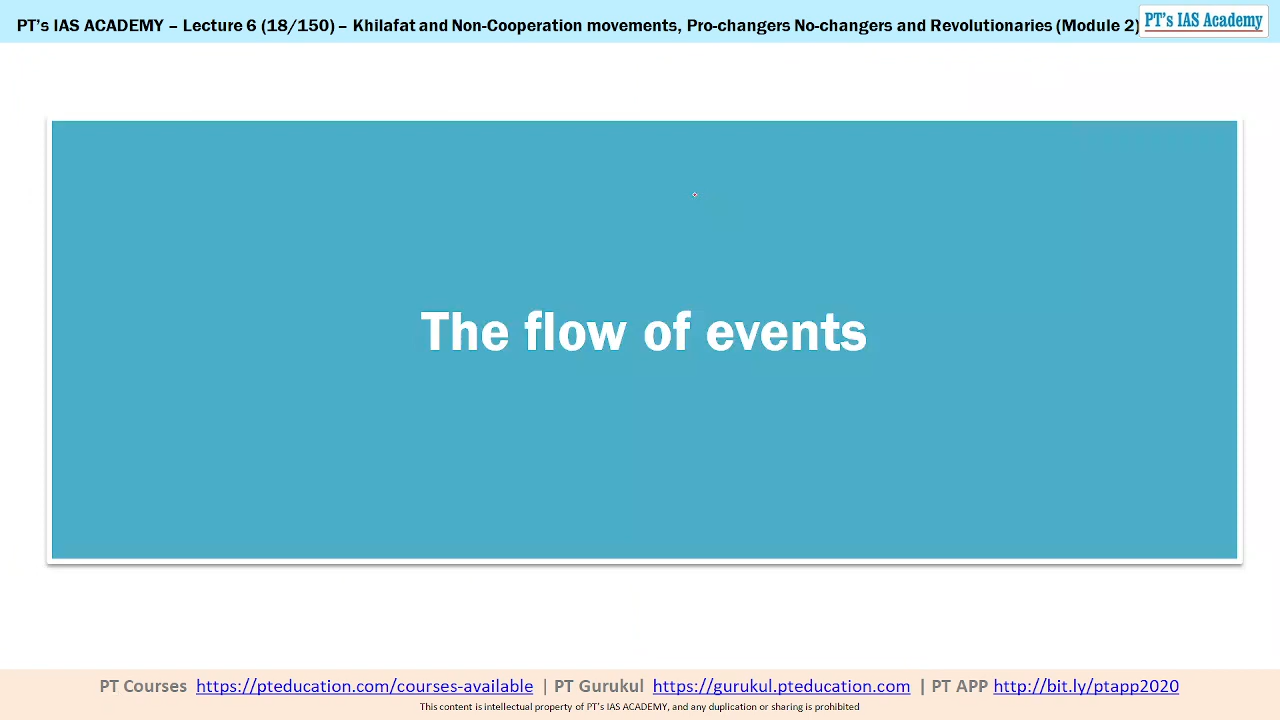 PT's IAS ACADEMY – Lecture 6 (18/150) – Khilafat and Non-Cooperation movements, Pro-changers No-changers and Revolutionaries (Module 2)
PT's IAS Academy
The flow of events
PT Courses https://pteducation.com/courses-available | PT Gurukul https://gurukul.pteducation.com | PT APP http://bit.ly/ptapp2020
This content is intellectual property of PT's IAS ACADEMY, and any duplication or sharing is prohibited